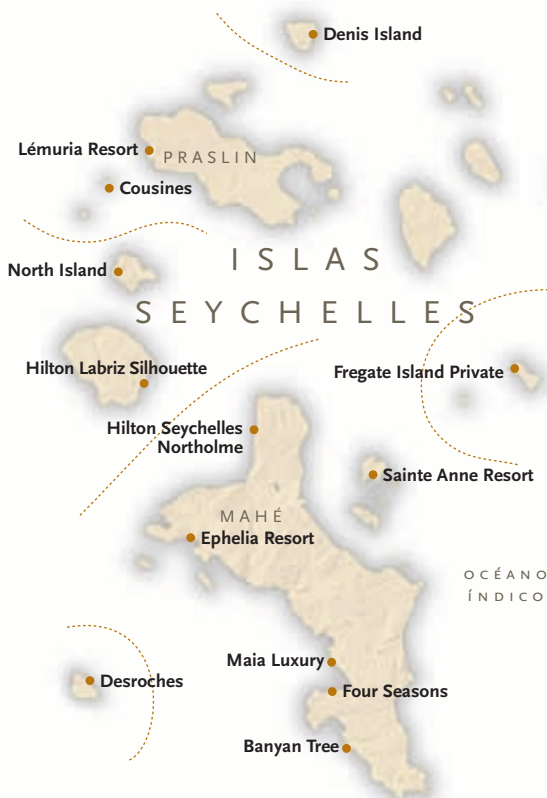 Denis Island
Lémuria Resort
PRASLIN
Cousines
North Island
ISLAS
SEYCHELLES
Hilton Labriz Silhouette
Fregate Island Private
Hilton Seychelles
Northolme
Sainte Anne Resort
MAHÉ
Ephelia Resort
OCÉANO
ÍNDICO
Maia Luxury
Desroches
Four Seasons
Banyan Tree